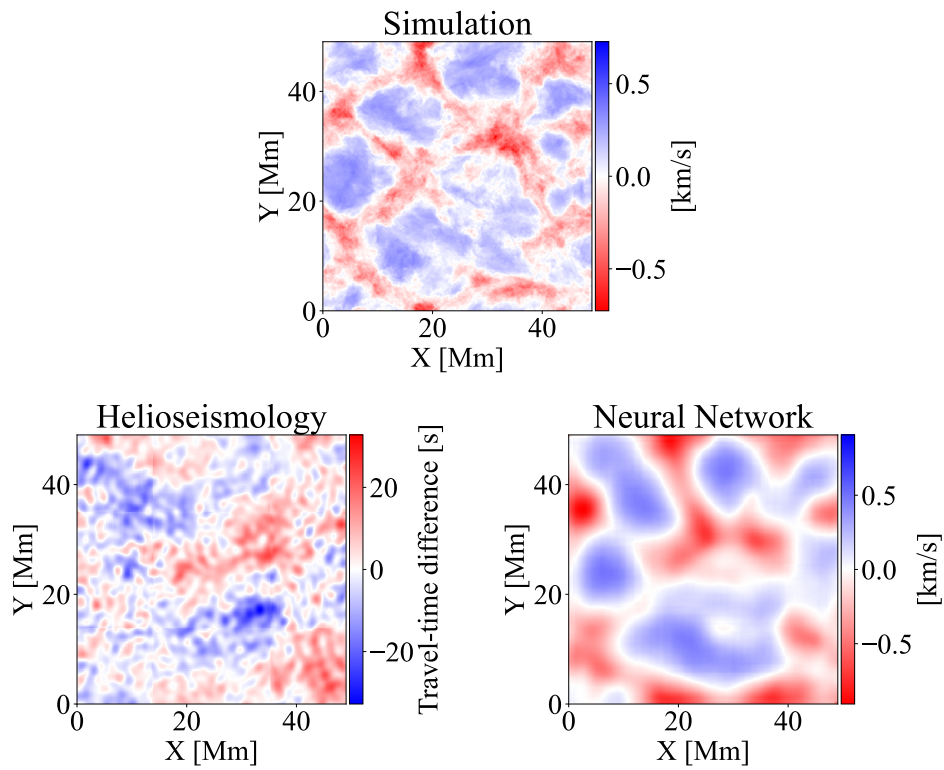 Simulation
Y [Mm]
40
20
0
0 20 40
X [Mm]
0.5
0.0
−0.5
[km/s]
Helioseismology
Y [Mm]
40
20
0
0 20 40
X [Mm]
20
0
−20
Travel-time difference [s]
Neural Network
Y [Mm]
40
20
0
0 20 40
X [Mm]
0.5
0.0
−0.5
[km/s]